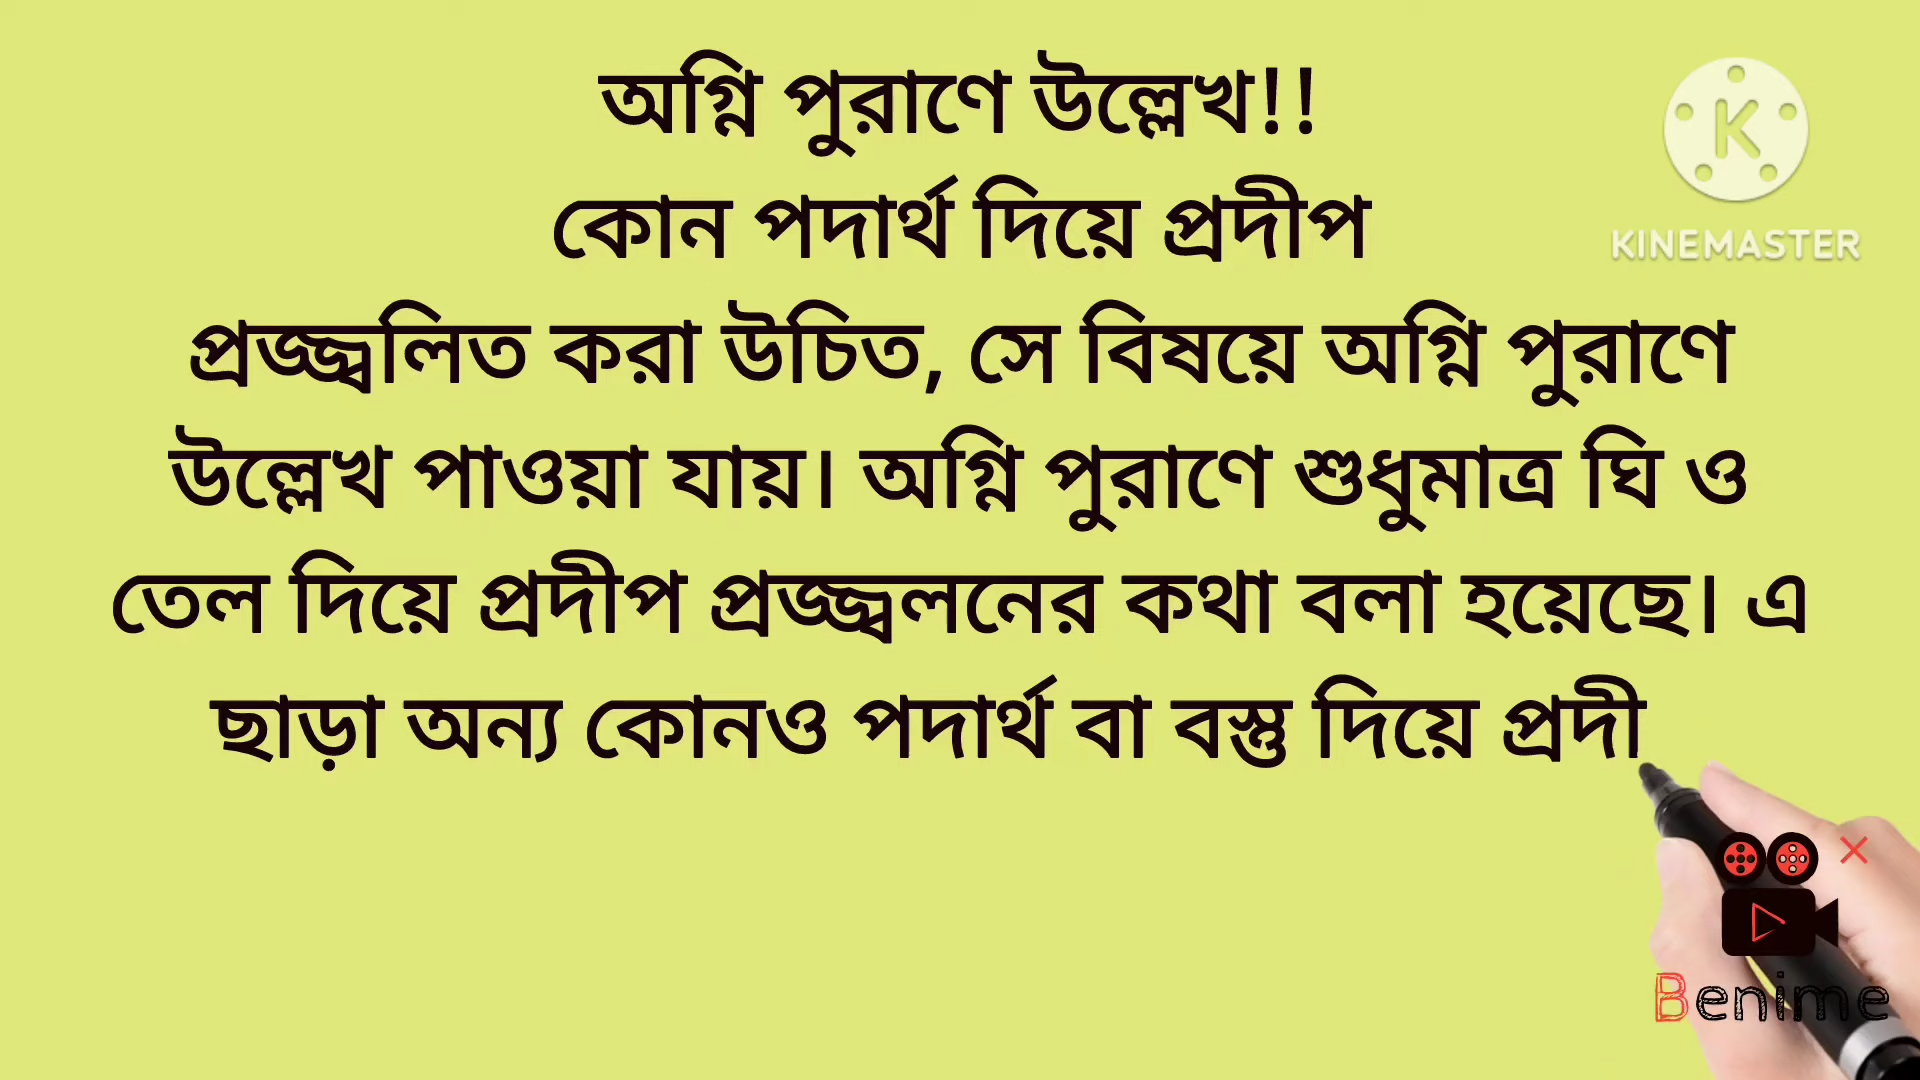 অগ্নি পুরাণে উল্লেখ!!
কোন পদার্থ দিয়ে প্রদীপ
প্রজ্জ্বলিত করা উচিত, সে বিষয়ে অগ্নি পুরাণে
উল্লেখ পাওয়া যায়। অগ্নি পুরাণে শুধুমাত্র ঘি ও
তেল দিয়ে প্রদীপ প্রজ্জ্বলনের কথা বলা হয়েছে। এ
ছাড়া অন্য কোনও পদার্থ বা বস্তু দিয়ে প্রদী
K
KINEMASTER
Benime